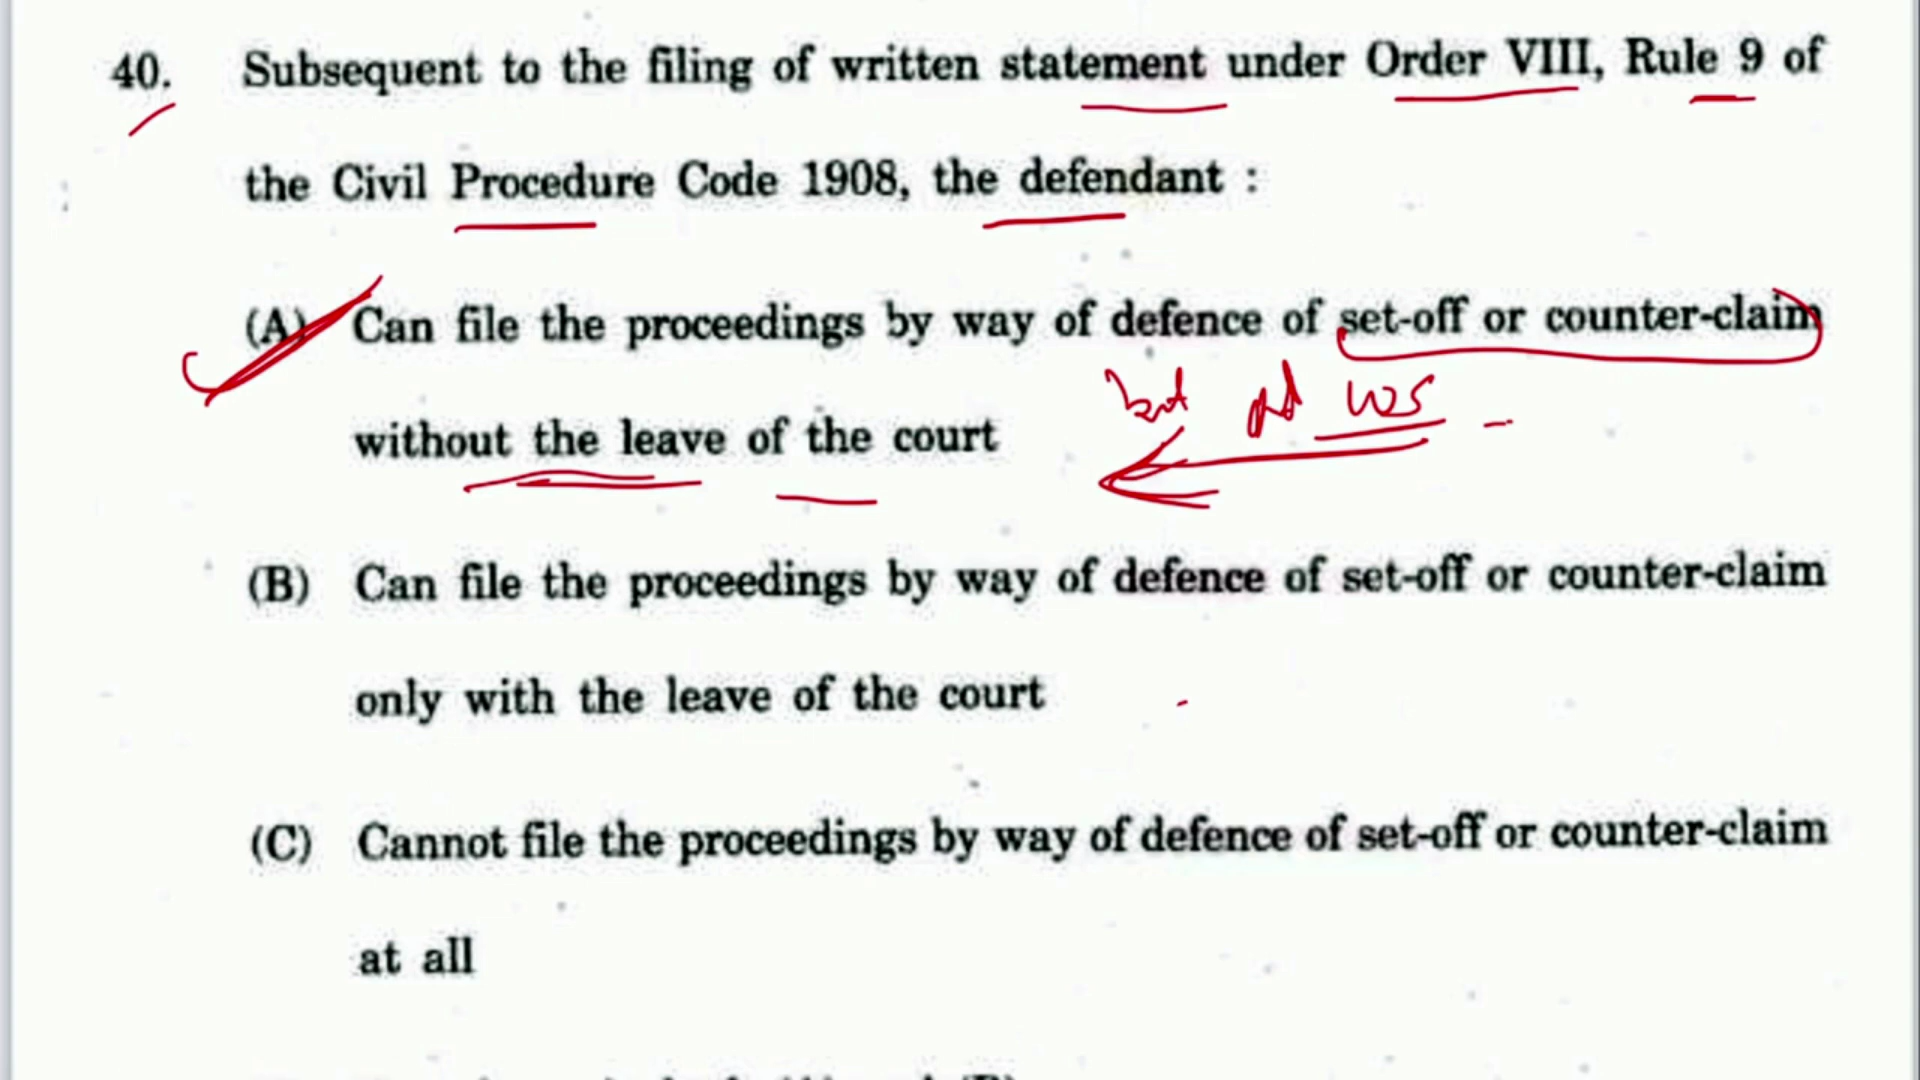 40. Subsequent to the filing of written statement under Order VIII, Rule 9 of
the Civil Procedure Code 1908, the defendant :
(A) Can file the proceedings by way of defence of set-off or counter-claim
but WS
without the leave of the court
(B) Can file the proceedings by way of defence of set-off or counter-claim
only with the leave of the court
(C) Cannot file the proceedings by way of defence of set-off or counter-claim
at all